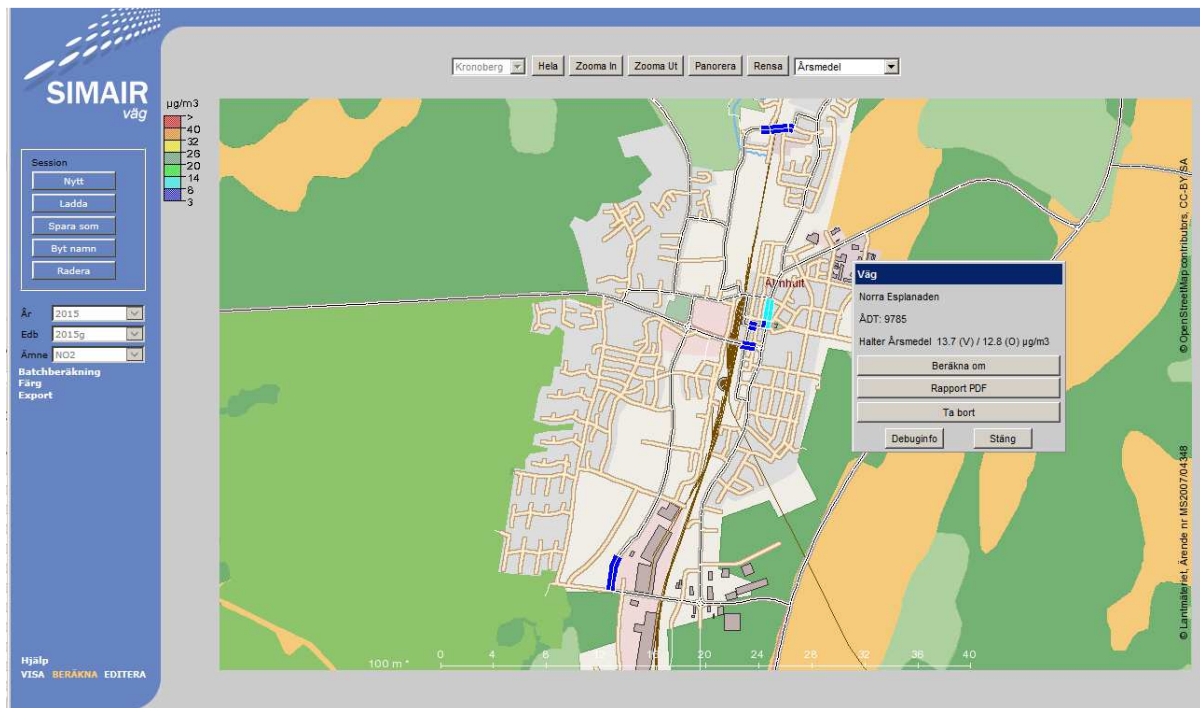 SIMAIR
väg
Session
Nytt
Ladda
Spara som
Byt namn
Radera
År 2015
Edb 2015g
Ämne NO2
Batchberäkning
Färg
Export
Hjälp
VISA BERÄKNA EDITERA
Kronoberg Hela Zooma In Zooma Ut Panorera Rensa Årsmedel
µg/m3
>
40
32
26
20
14
8
3
Älmhult
Väg
Norra Esplanaden
ÅDT: 9785
Halter Årsmedel 13.7 (V) / 12.8 (O) µg/m3
Beräkna om
Rapport PDF
Ta bort
Debuginfo Stäng
© OpenStreetMap contributors, CC-BY-SA
© Lantmäteriet, Ärende nr MS2007/04348
100 m * 0 4 8 12 16 20 24 28 32 36 40